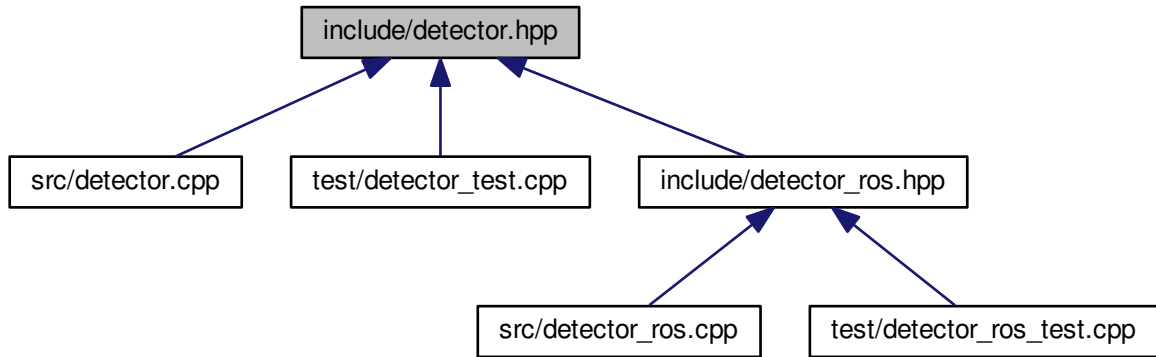 include/detector.hpp
src/detector.cpp
test/detector_test.cpp
include/detector_ros.hpp
src/detector_ros.cpp
test/detector_ros_test.cpp